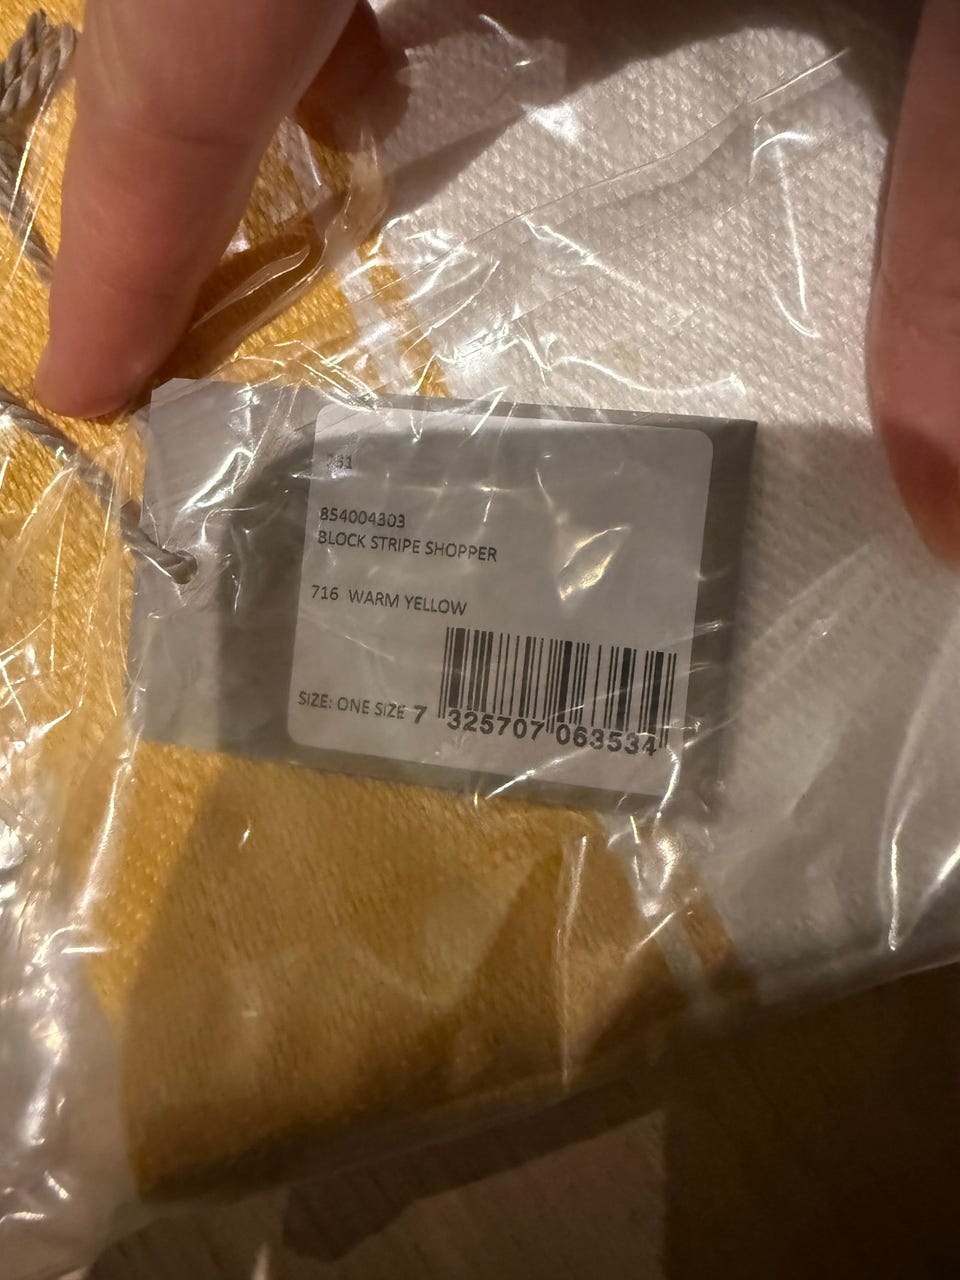 854004303
BLOCK STRIPE SHOPPER
716 WARM YELLOW
SIZE: ONE SIZE
7 325707 063534